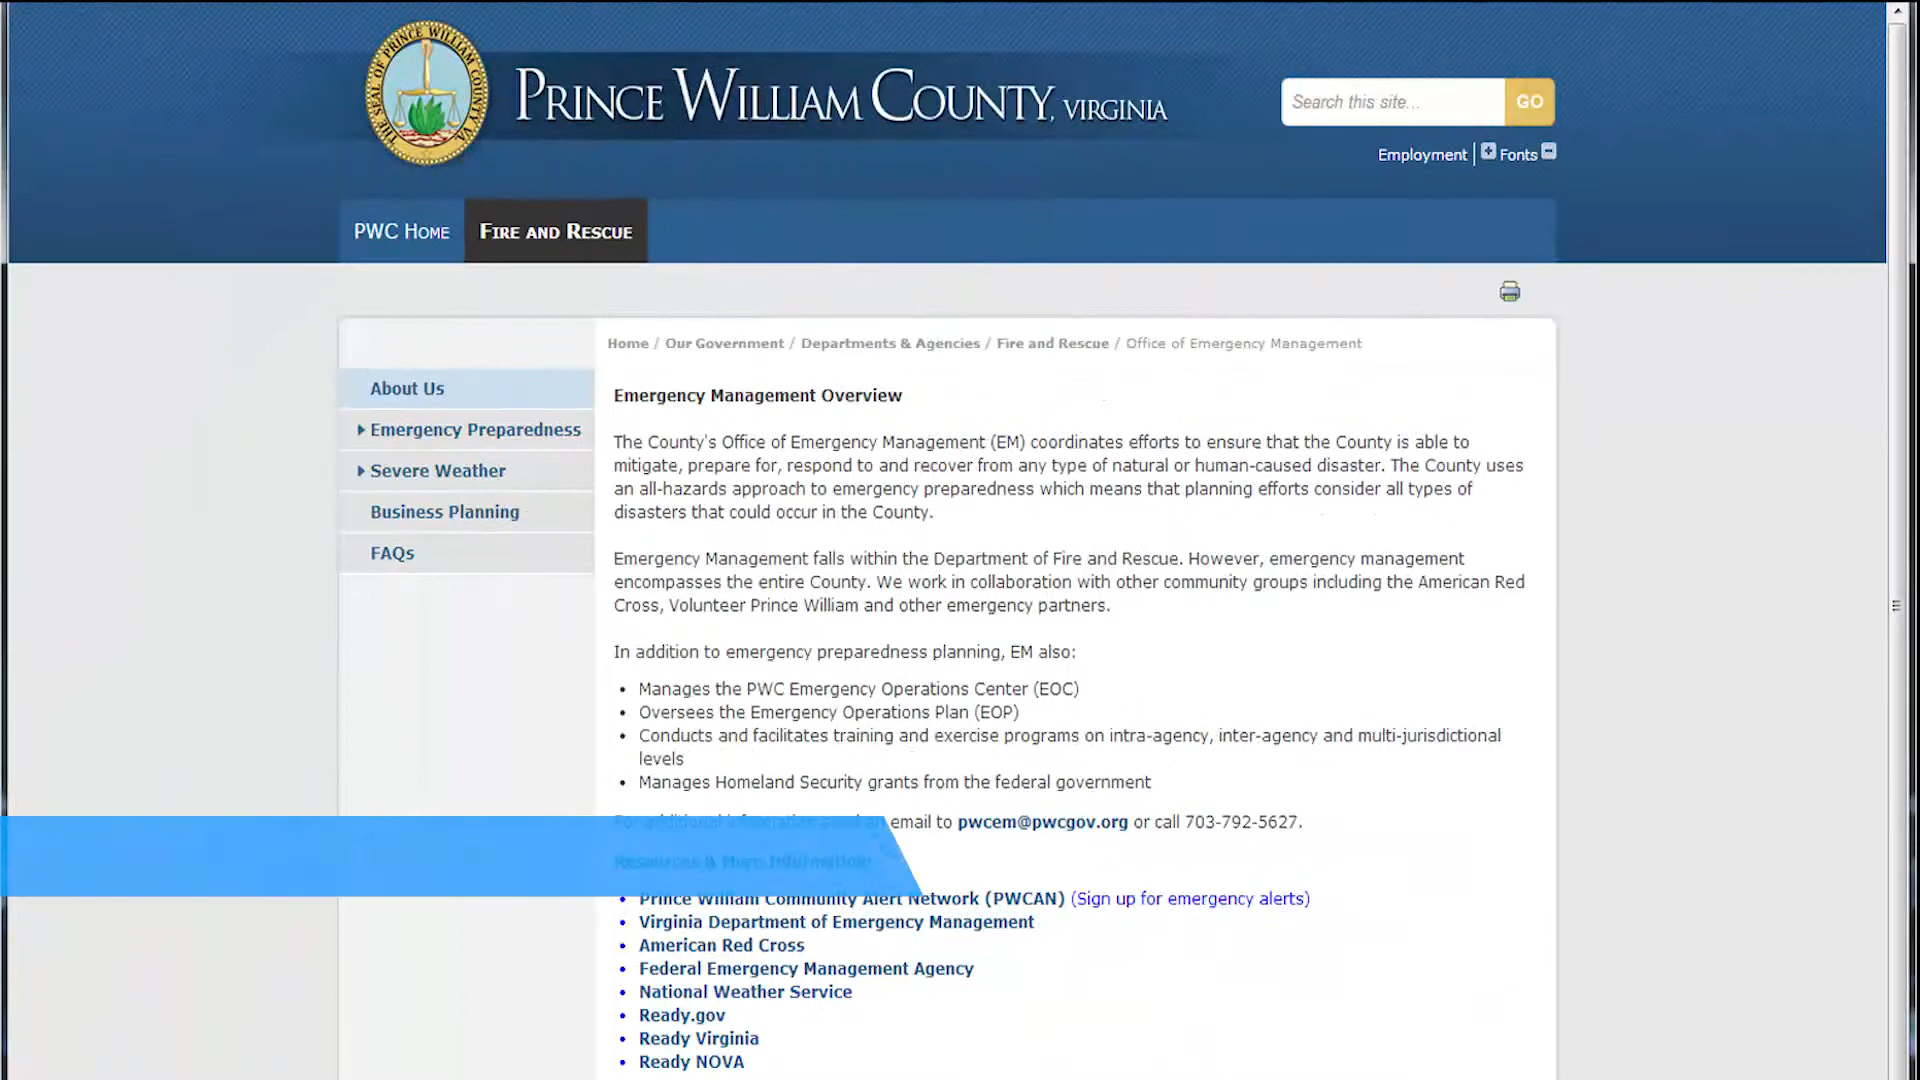 THE SEAL OF PRINCE WILLIAM COUNTY VA.
PRINCE WILLIAM COUNTY, VIRGINIA
Search this site...
GO
Employment
Fonts
PWC HOME
FIRE AND RESCUE
Home / Our Government / Departments & Agencies / Fire and Rescue / Office of Emergency Management
About Us
Emergency Preparedness
Severe Weather
Business Planning
FAQs
Emergency Management Overview
The County's Office of Emergency Management (EM) coordinates efforts to ensure that the County is able to
mitigate, prepare for, respond to and recover from any type of natural or human-caused disaster. The County uses
an all-hazards approach to emergency preparedness which means that planning efforts consider all types of
disasters that could occur in the County.
Emergency Management falls within the Department of Fire and Rescue. However, emergency management
encompasses the entire County. We work in collaboration with other community groups including the American Red
Cross, Volunteer Prince William and other emergency partners.
In addition to emergency preparedness planning, EM also:
• Manages the PWC Emergency Operations Center (EOC)
• Oversees the Emergency Operations Plan (EOP)
• Conducts and facilitates training and exercise programs on intra-agency, inter-agency and multi-jurisdictional
levels
• Manages Homeland Security grants from the federal government
For additional information send an email to pwcem@pwcgov.org or call 703-792-5627.
Resources & More Information:
• Prince William Community Alert Network (PWCAN) (Sign up for emergency alerts)
• Virginia Department of Emergency Management
• American Red Cross
• Federal Emergency Management Agency
• National Weather Service
• Ready.gov
• Ready Virginia
• Ready NOVA